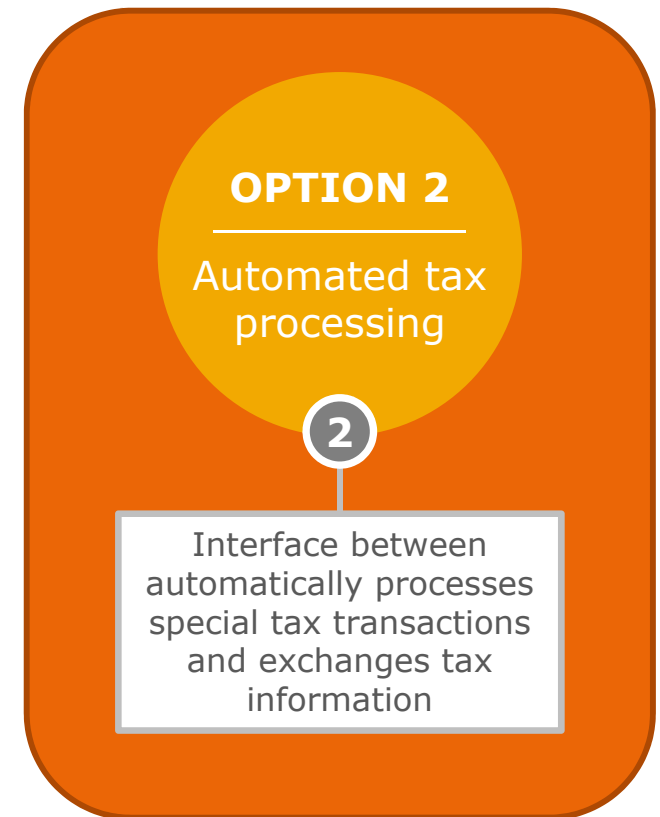 OPTION 2
Automated tax
processing
2
Interface between
automatically processes
special tax transactions
and exchanges tax
information